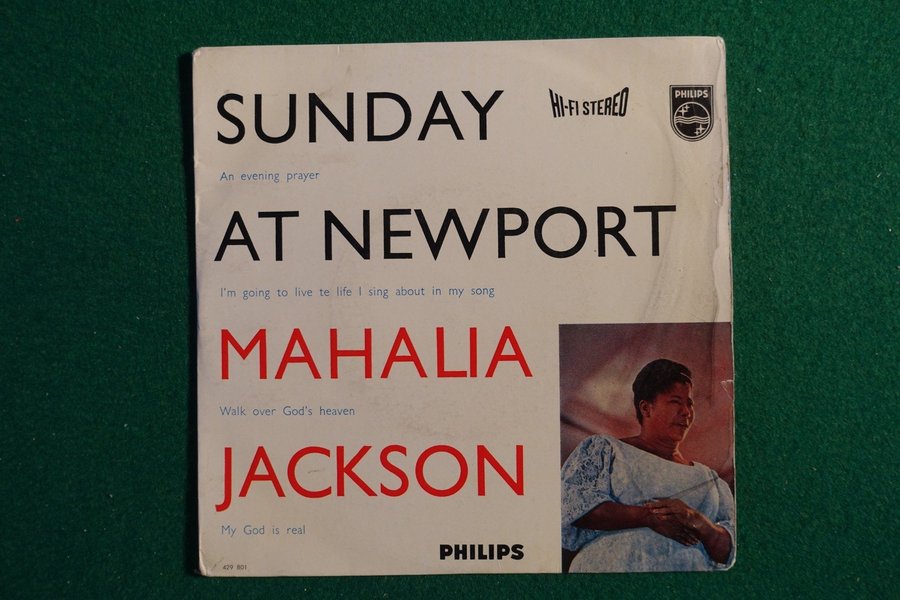 SUNDAY
HI-FI STEREO
PHILIPS
An evening prayer
AT NEWPORT
I'm going to live te life I sing about in my song
MAHALIA
Walk over God's heaven
JACKSON
My God is real
PHILIPS
429 801